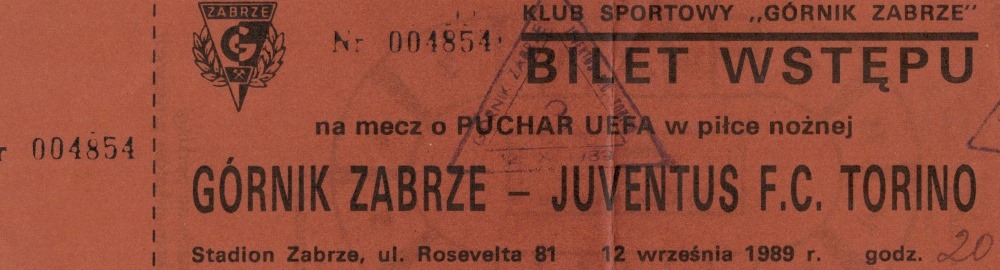 ZABRZE
G
KLUB SPORTOWY „GÓRNIK ZABRZE”
Nr 004854
BILET WSTĘPU
na mecz o PUCHAR UEFA w piłce nożnej
r 004854
GÓRNIK ZABRZE – JUVENTUS F.C. TORINO
Stadion Zabrze, ul. Rosevelta 81 12 września 1989 r. godz. 20